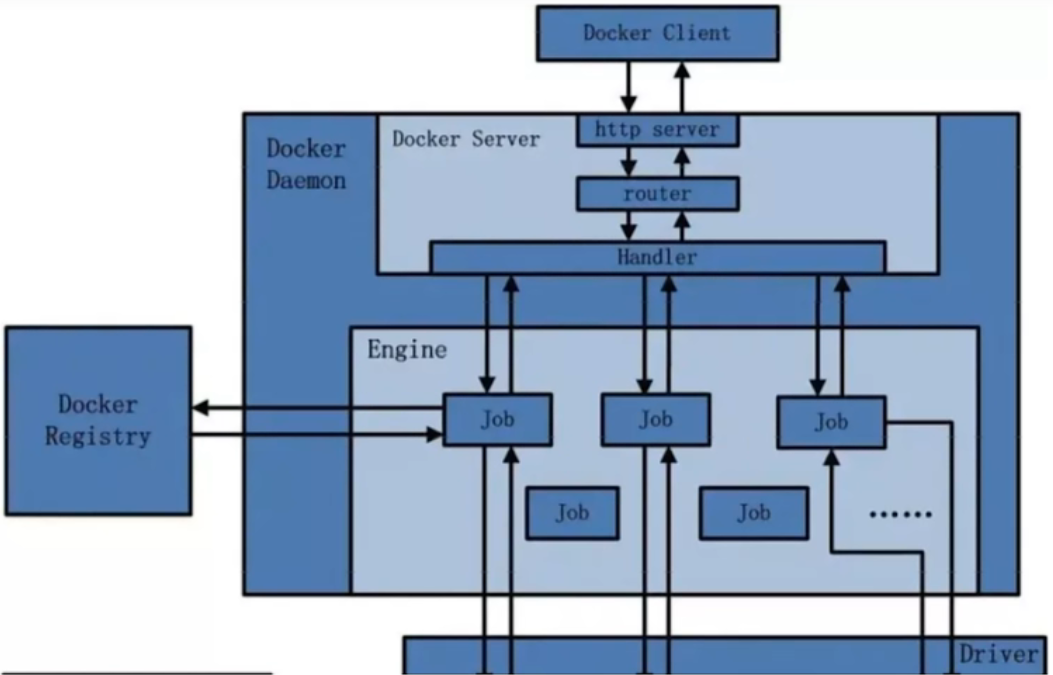 Docker Client
Docker
Daemon
Docker Server
http server
router
Handler
Engine
Docker
Registry
Job
Job
Job
Job
Job
......
Driver